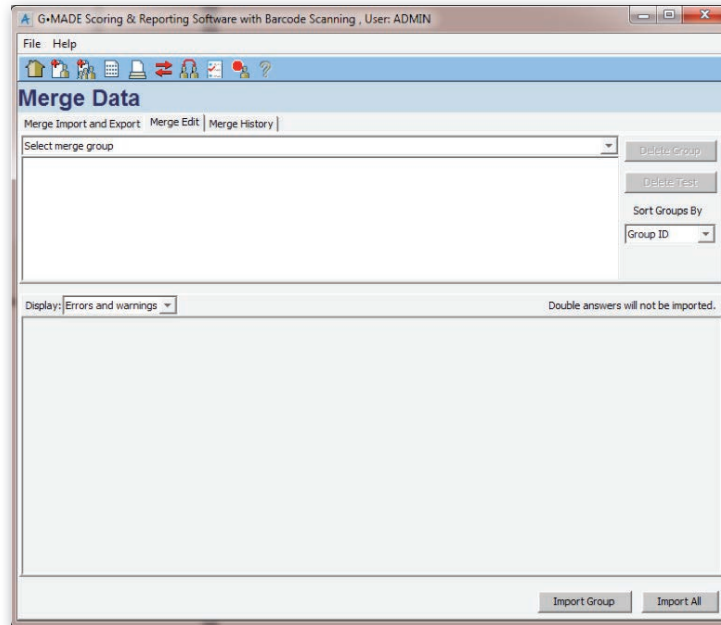 G•MADE Scoring & Reporting Software with Barcode Scanning , User: ADMIN
File Help
Merge Data
Merge Import and Export Merge Edit Merge History
Select merge group
Delete Group
Delete Test
Sort Groups By
Group ID
Display: Errors and warnings Double answers will not be imported.
Import Group Import All